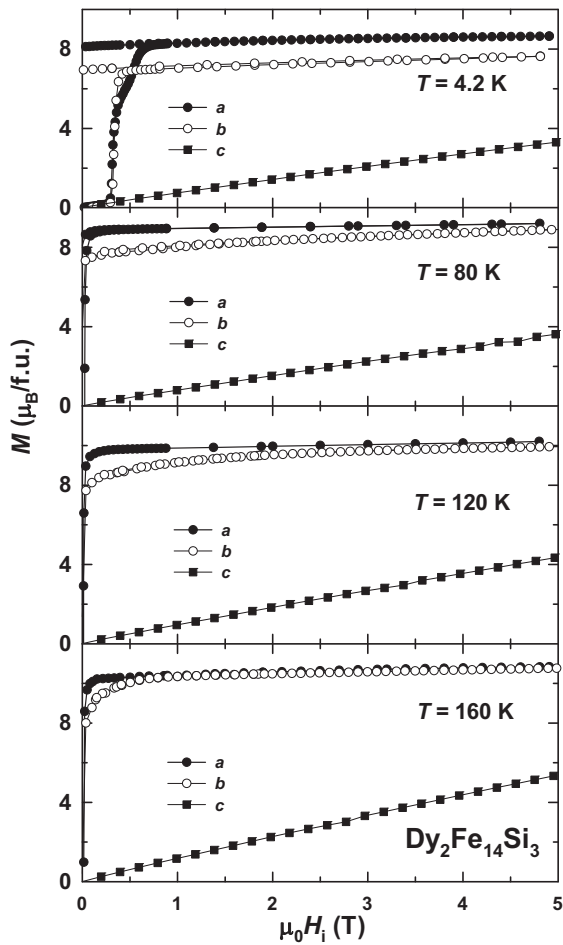 8
4
0
T = 4.2 K
a
b
c
8
4
0
T = 80 K
a
b
c
8
4
0
T = 120 K
a
b
c
8
4
0
T = 160 K
a
b
c
Dy₂Fe₁₄Si₃
0 1 2 3 4 5
μ₀Hᵢ (T)
M (μ_B/f.u.)